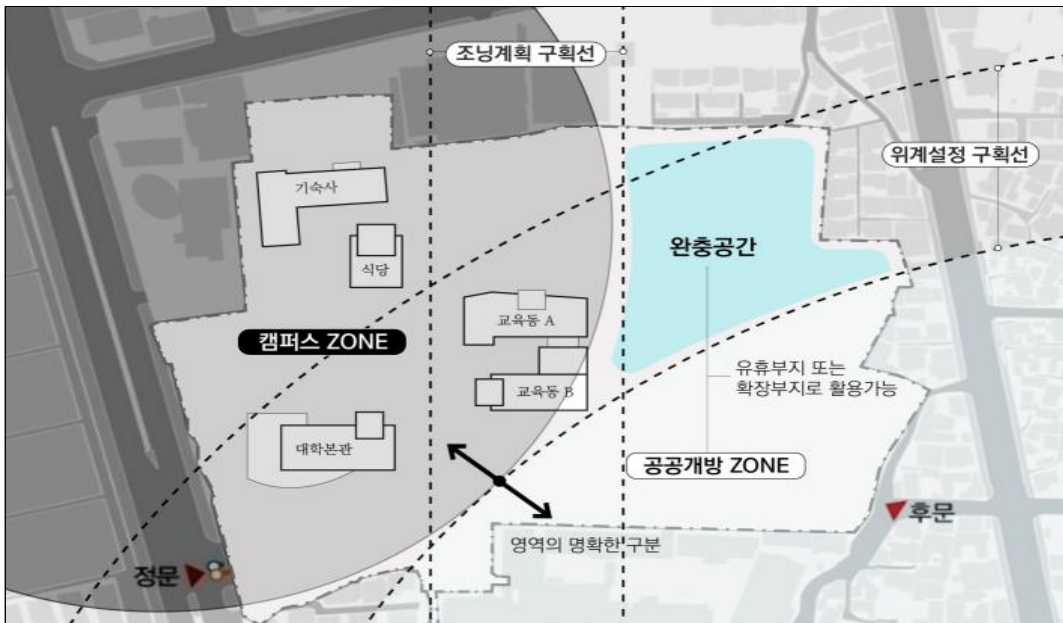 조닝계획 구획선
위계설정 구획선
기숙사
완충공간
식당
교육동 A
캠퍼스 ZONE
유휴부지 또는
확장부지로 활용가능
교육동 B
대학본관
공공개방 ZONE
후문
영역의 명확한 구분
정문